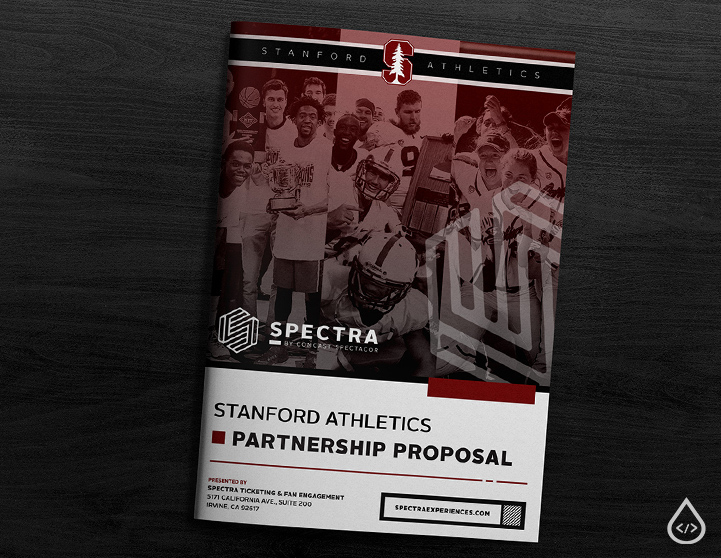 STANFORD ATHLETICS
SPECTRA
BY COMCAST SPECTACOR
STANFORD ATHLETICS
PARTNERSHIP PROPOSAL
PRESENTED BY
SPECTRA TICKETING & FAN ENGAGEMENT
5171 CALIFORNIA AVE., SUITE 200
IRVINE, CA 92617
SPECTRAEXPERIENCES.COM
</>